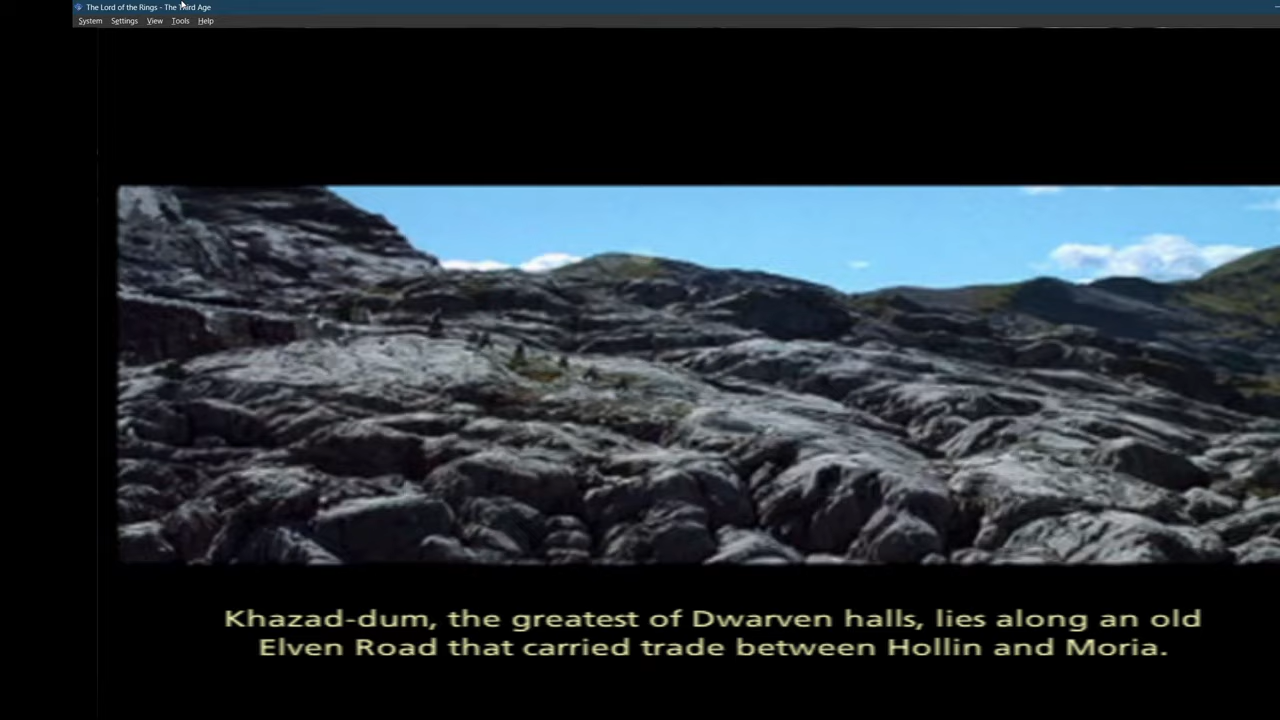 The Lord of the Rings - The Third Age
System Settings View Tools Help
Khazad-dum, the greatest of Dwarven halls, lies along an old
Elven Road that carried trade between Hollin and Moria.